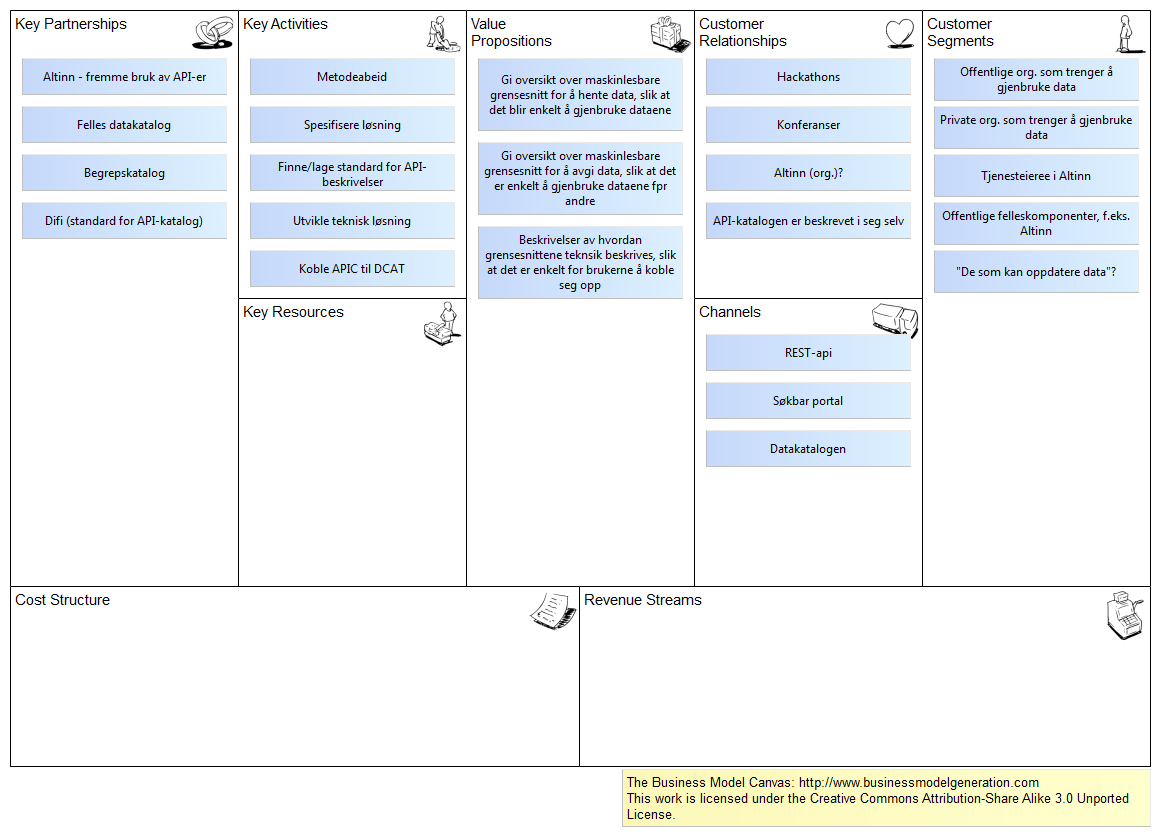 Key Partnerships
Altinn - fremme bruk av API-er
Felles datakatalog
Begrepskatalog
Difi (standard for API-katalog)
Key Activities
Metodeabeid
Spesifisere løsning
Finne/lage standard for API-
beskrivelser
Utvikle teknisk løsning
Koble APIC til DCAT
Key Resources
Value
Propositions
Gi oversikt over maskinlesbare
grensesnitt for å hente data, slik at
det blir enkelt å gjenbruke dataene
Gi oversikt over maskinlesbare
grensesnitt for å avgi data, slik at det
er enkelt å gjenbruke dataene fpr
andre
Beskrivelser av hvordan
grensesnittene teknsik beskrives, slik
at det er enkelt for brukerne å koble
seg opp
Customer
Relationships
Hackathons
Konferanser
Altinn (org.)?
API-katalogen er beskrevet i seg selv
Channels
REST-api
Søkbar portal
Datakatalogen
Customer
Segments
Offentlige org. som trenger å
gjenbruke data
Private org. som trenger å gjenbruke
data
Tjenesteieree i Altinn
Offentlige felleskomponenter, f.eks.
Altinn
"De som kan oppdatere data"?
Cost Structure
Revenue Streams
The Business Model Canvas: http://www.businessmodelgeneration.com
This work is licensed under the Creative Commons Attribution-Share Alike 3.0 Unported
License.